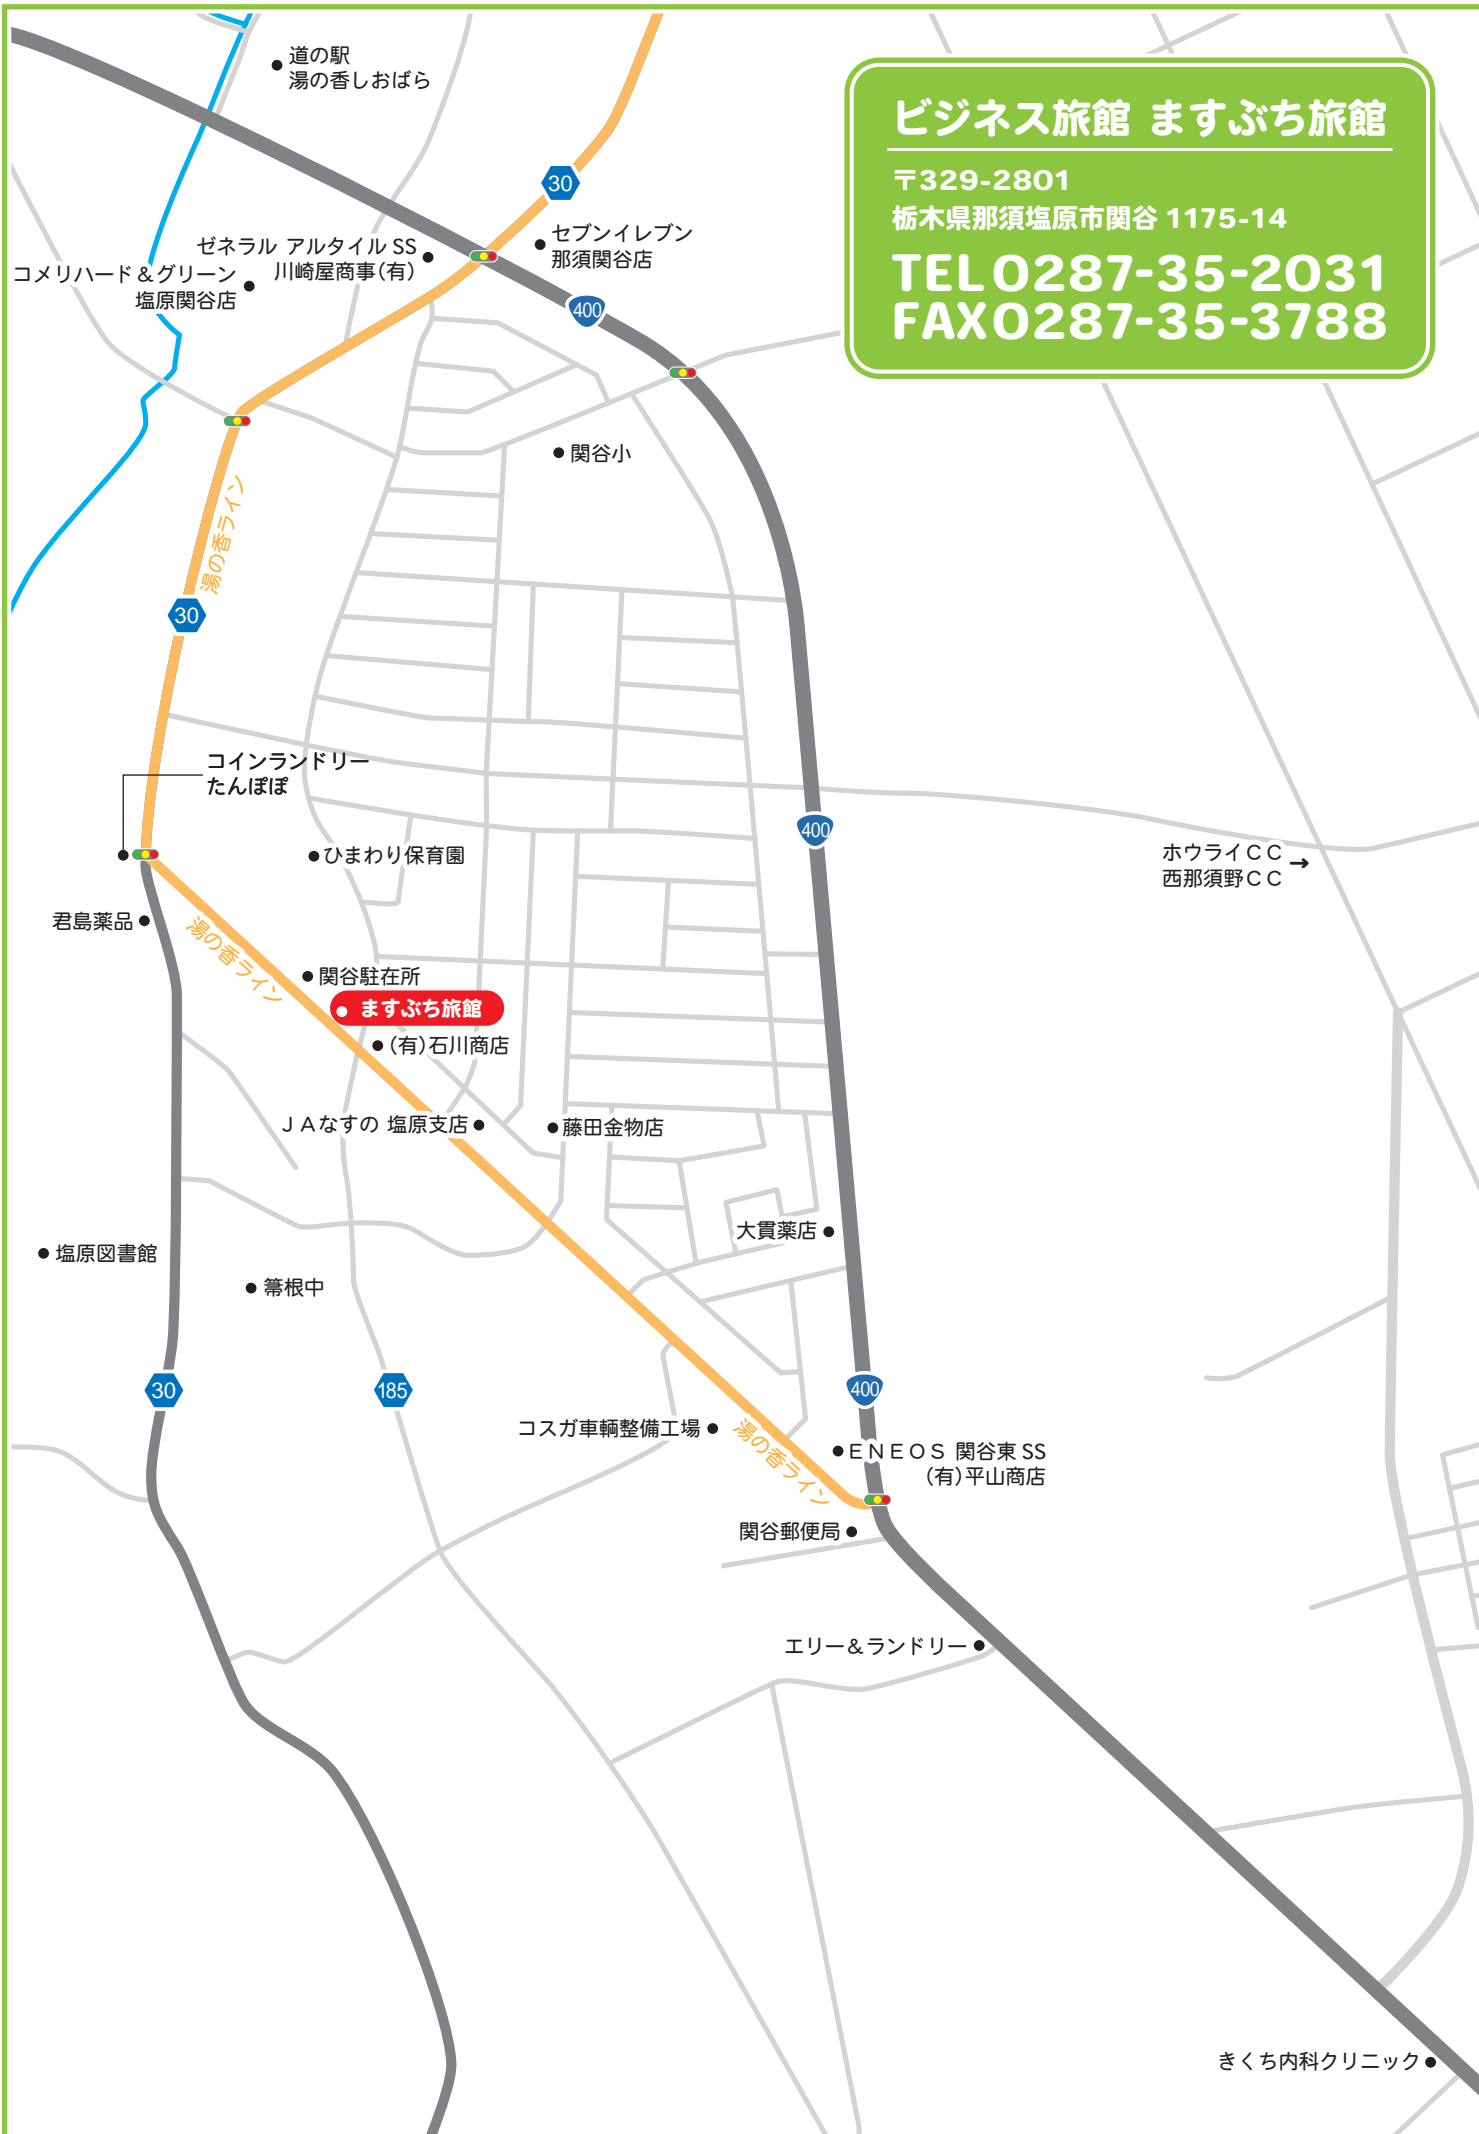 道の駅
湯の香しおばら
ビジネス旅館 ますぶち旅館
〒329-2801
栃木県那須塩原市関谷 1175-14
TEL0287-35-2031
FAX0287-35-3788
30
セブンイレブン
那須関谷店
ゼネラル アルタイル SS
川崎屋商事(有)
コメリハード&グリーン
塩原関谷店
400
関谷小
湯の香ライン
30
コインランドリー
たんぽぽ
400
ひまわり保育園
ホウライCC →
西那須野CC
君島薬品
湯の香ライン
関谷駐在所
ますぶち旅館
(有)石川商店
JAなすの 塩原支店
藤田金物店
大貫薬店
塩原図書館
箒根中
30
185
400
コスガ車輌整備工場
湯の香ライン
ENEOS 関谷東 SS
(有)平山商店
関谷郵便局
エリー&ランドリー
きくち内科クリニック